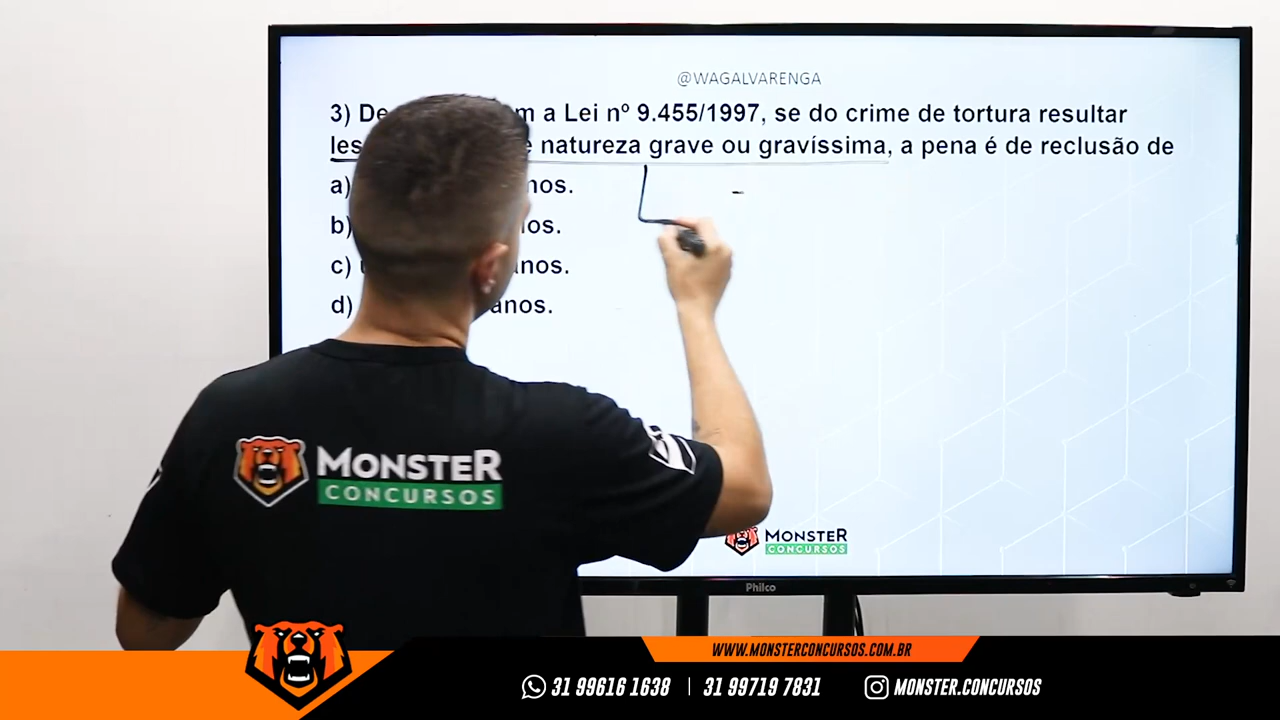 @WAGALVARENGA
3) De m a Lei nº 9.455/1997, se do crime de tortura resultar
les e natureza grave ou gravíssima, a pena é de reclusão de
a) nos.
b) os.
c) anos.
d) anos.
MONSTER
CONCURSOS
MONSTER
CONCURSOS
Philco
WWW.MONSTERCONCURSOS.COM.BR
31 99616 1638 | 31 99719 7831 MONSTER.CONCURSOS